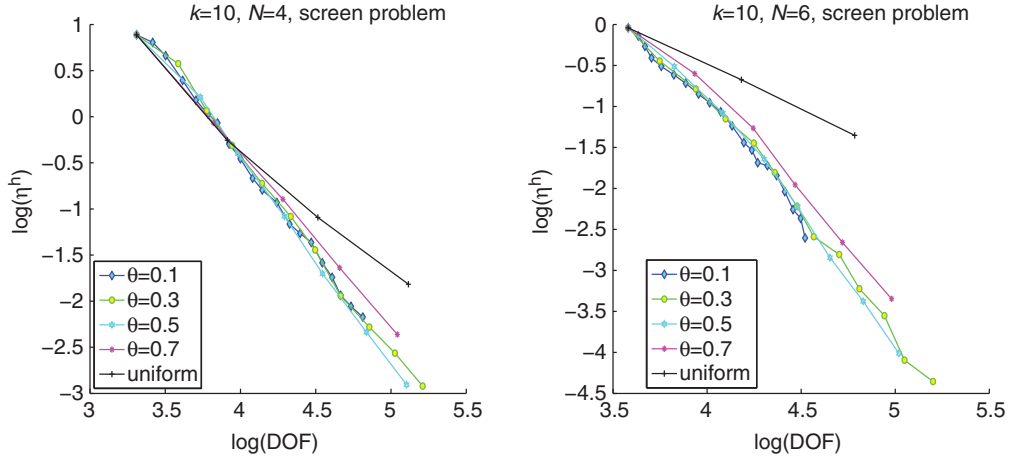 k=10, N=4, screen problem
log(η^h)
1
0.5
0
−0.5
−1
−1.5
−2
−2.5
−3
3
3.5
4
4.5
5
5.5
log(DOF)
θ=0.1
θ=0.3
θ=0.5
θ=0.7
uniform
k=10, N=6, screen problem
log(η^h)
−0
−0.5
−1
−1.5
−2
−2.5
−3
−3.5
−4
−4.5
3.5
4
4.5
5
5.5
log(DOF)
θ=0.1
θ=0.3
θ=0.5
θ=0.7
uniform